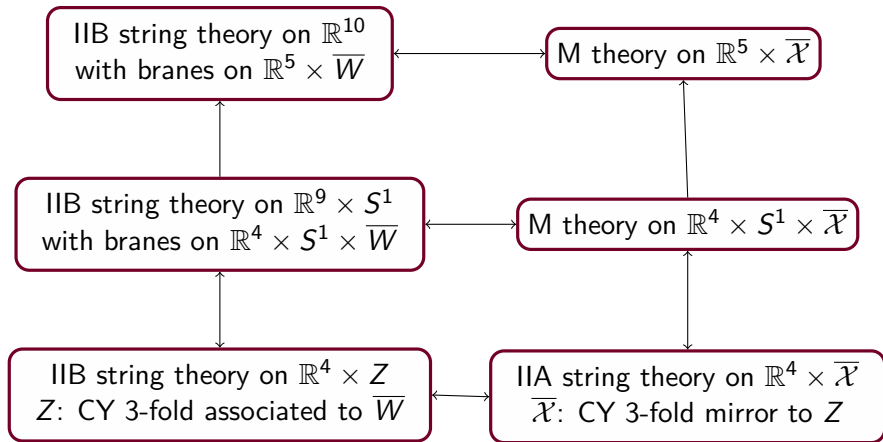 IIB string theory on ℝ¹⁰
with branes on ℝ⁵ × W̅
M theory on ℝ⁵ × 𝒳̅
IIB string theory on ℝ⁹ × S¹
with branes on ℝ⁴ × S¹ × W̅
M theory on ℝ⁴ × S¹ × 𝒳̅
IIB string theory on ℝ⁴ × Z
Z: CY 3-fold associated to W̅
IIA string theory on ℝ⁴ × 𝒳̅
𝒳̅: CY 3-fold mirror to Z